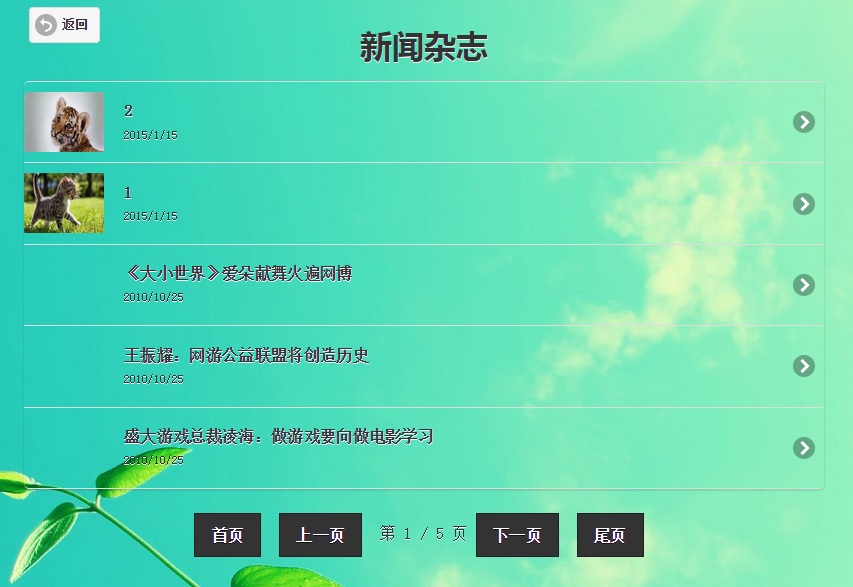 返回
新闻杂志
2
2015/1/15
1
2015/1/15
《大小世界》爱朵献舞火遍网博
2010/10/25
王振耀：网游公益联盟将创造历史
2010/10/25
盛大游戏总裁凌海：做游戏要向做电影学习
2010/10/25
首页 上一页 第 1 / 5 页 下一页 尾页